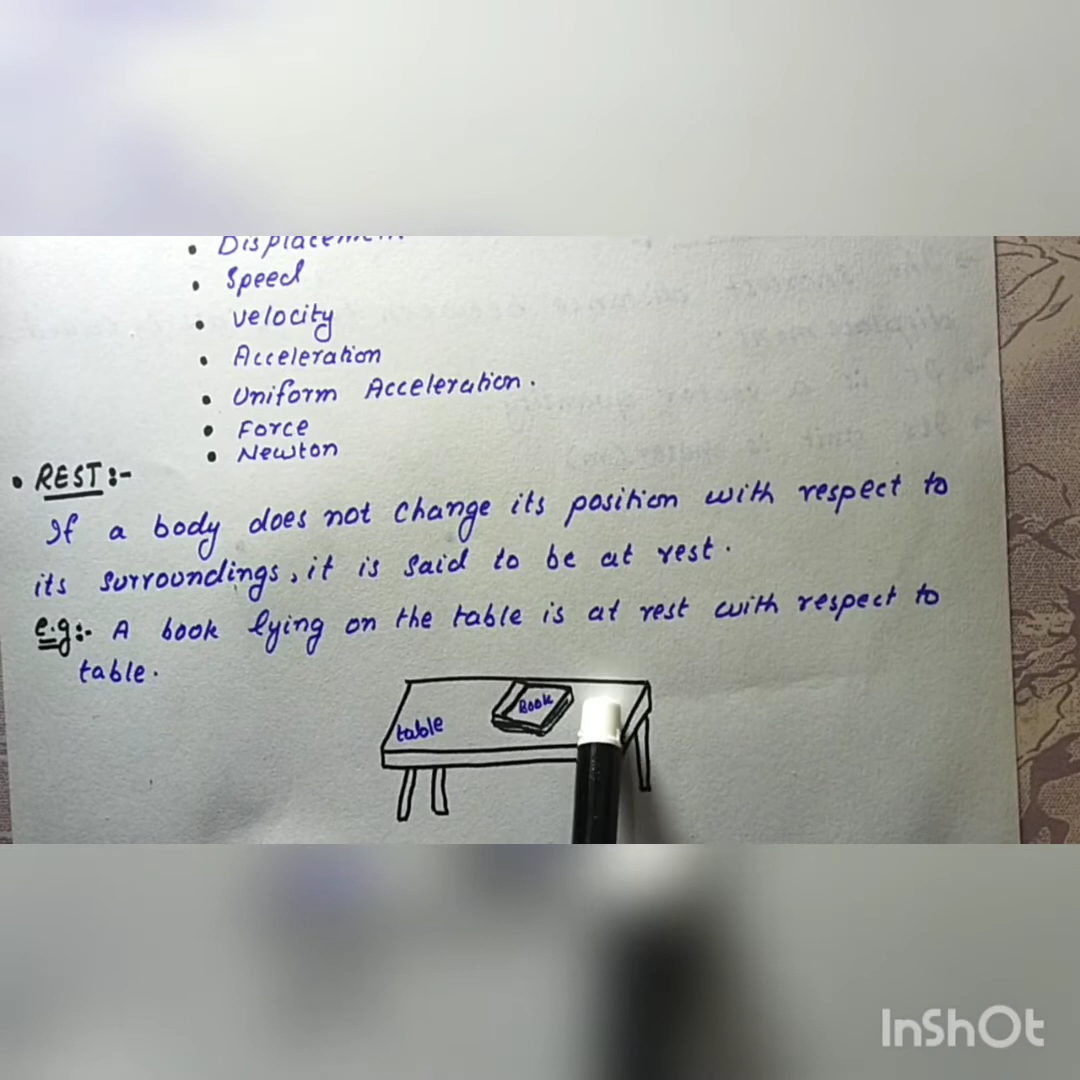 • Displacement
• Speed
• Velocity
• Acceleration
• Uniform Acceleration.
• Force
• Newton
• REST:-
If a body does not change its position with respect to
its surroundings, it is said to be at rest.
e.g:- A book lying on the table is at rest with respect to
table.
Book
table
InShOt